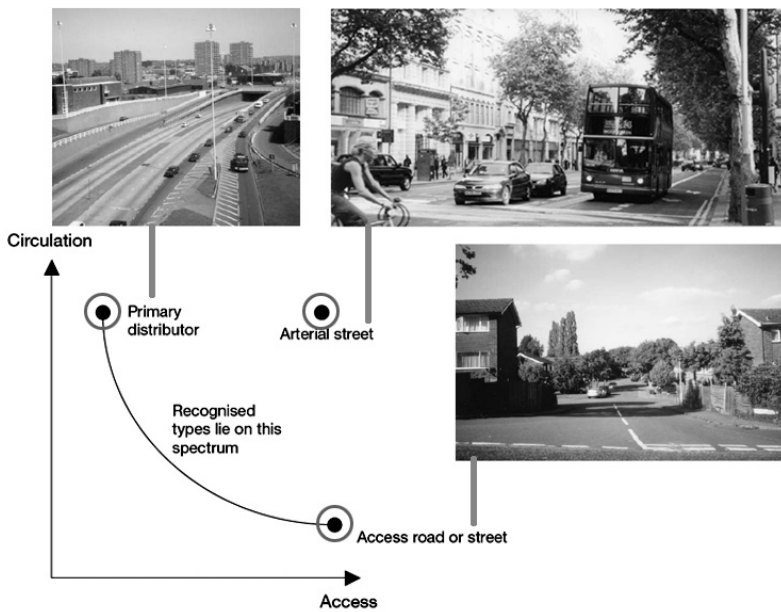 Circulation
Primary
distributor
Arterial street
Recognised
types lie on this
spectrum
Access road or street
Access